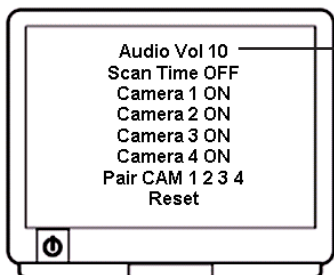 Audio Vol 10
Scan Time OFF
Camera 1 ON
Camera 2 ON
Camera 3 ON
Camera 4 ON
Pair CAM 1 2 3 4
Reset